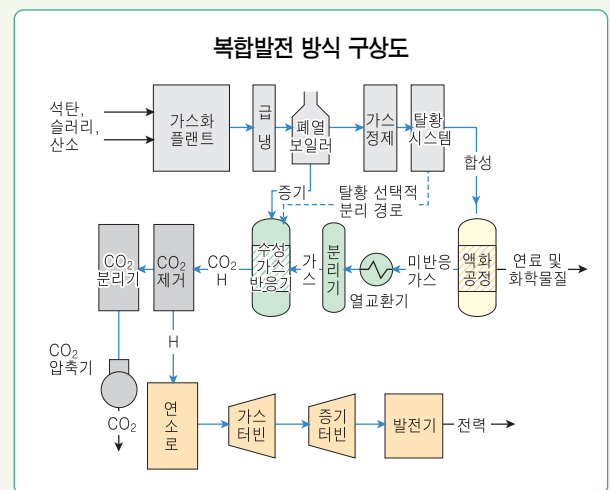 복합발전 방식 구상도
석탄,
슬러리,
산소
가스화
플랜트
급
냉
폐열
보일러
가스
정제
탈황
시스템
합성
증기
탈황 선택적
분리 경로
CO₂
분리기
CO₂
제거
CO₂
H
수성
가스
반응기
가
스
분
리
기
열교환기
미반응
가스
액화
공정
연료 및
화학물질
H
CO₂
압축기
CO₂
연
소
로
가스
터빈
증기
터빈
발전기
전력